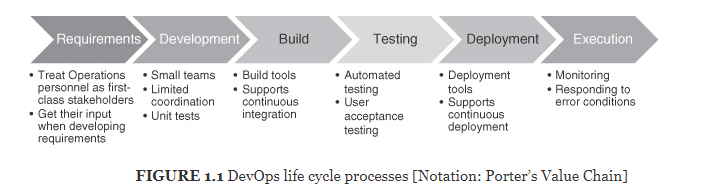 Requirements
Development
Build
Testing
Deployment
Execution
• Treat Operations
personnel as first-
class stakeholders
• Get their input
when developing
requirements
• Small teams
• Limited
coordination
• Unit tests
• Build tools
• Supports
continuous
integration
• Automated
testing
• User
acceptance
testing
• Deployment
tools
• Supports
continuous
deployment
• Monitoring
• Responding to
error conditions
FIGURE 1.1 DevOps life cycle processes [Notation: Porter’s Value Chain]